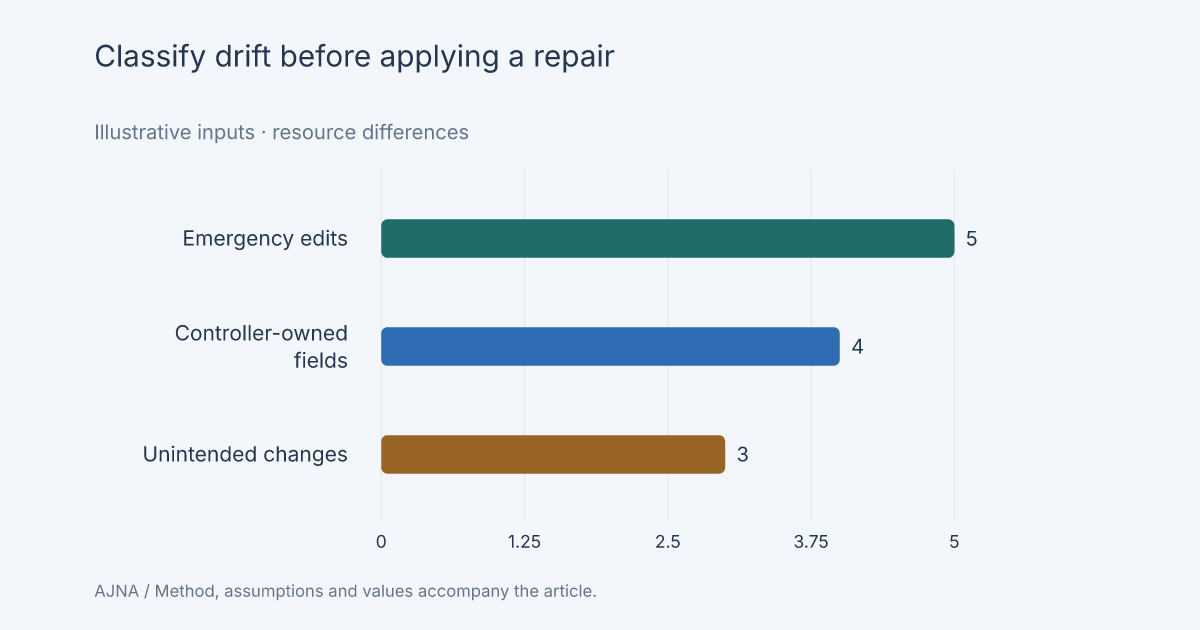 Classify drift before applying a repair
Illustrative inputs · resource differences
Emergency edits
5
Controller-owned
fields
4
Unintended changes
3
0 1.25 2.5 3.75 5
AJNA / Method, assumptions and values accompany the article.